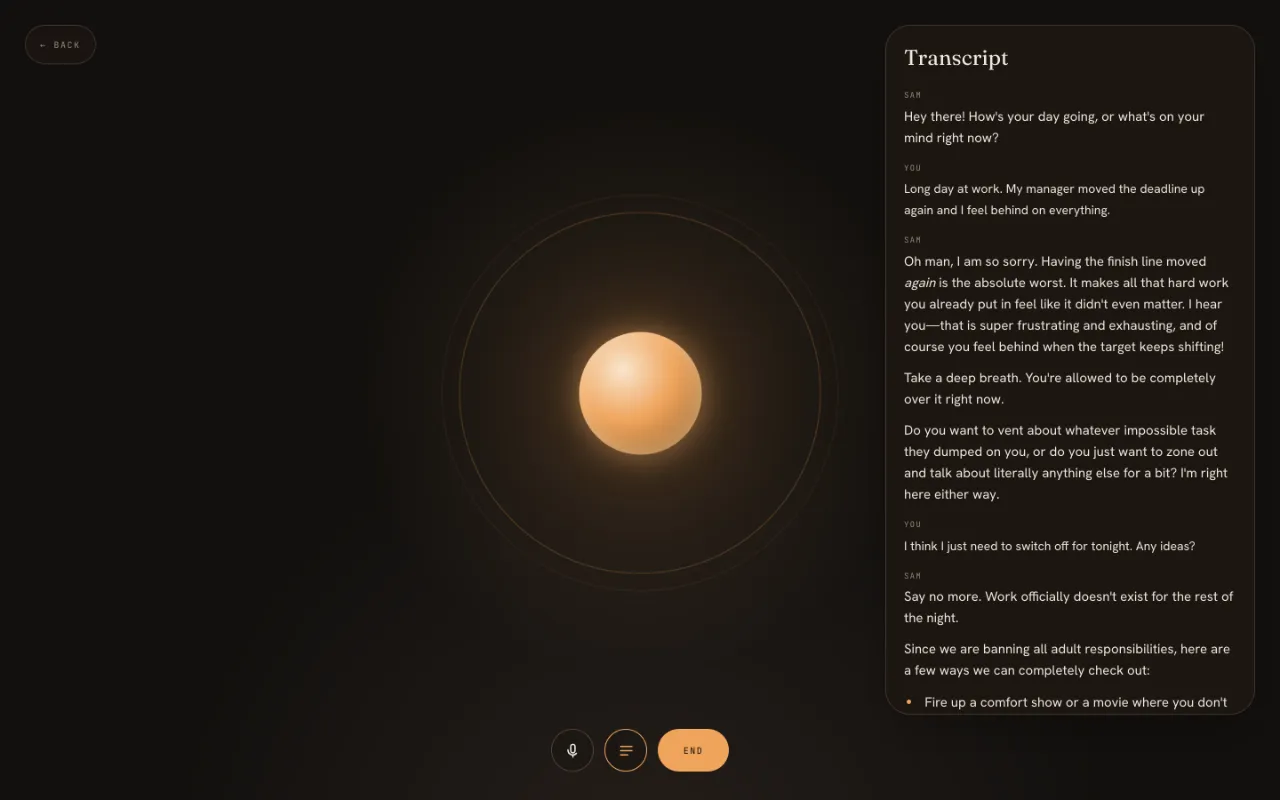 ← BACK
Transcript
SAM
Hey there! How's your day going, or what's on your
mind right now?
YOU
Long day at work. My manager moved the deadline up
again and I feel behind on everything.
SAM
Oh man, I am so sorry. Having the finish line moved
again is the absolute worst. It makes all that hard work
you already put in feel like it didn't even matter. I hear
you—that is super frustrating and exhausting, and of
course you feel behind when the target keeps shifting!
Take a deep breath. You're allowed to be completely
over it right now.
Do you want to vent about whatever impossible task
they dumped on you, or do you just want to zone out
and talk about literally anything else for a bit? I'm right
here either way.
YOU
I think I just need to switch off for tonight. Any ideas?
SAM
Say no more. Work officially doesn't exist for the rest of
the night.
Since we are banning all adult responsibilities, here are
a few ways we can completely check out:
• Fire up a comfort show or a movie where you don't
END